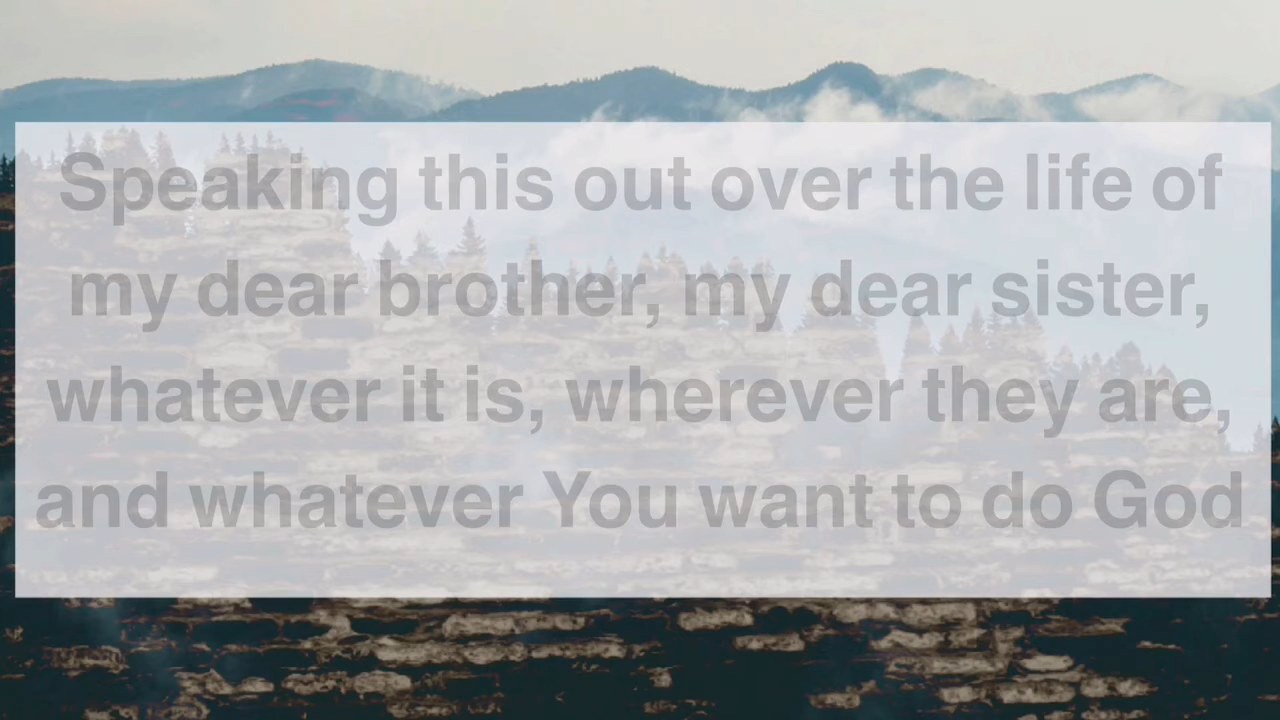 Speaking this out over the life of
my dear brother, my dear sister,
whatever it is, wherever they are,
and whatever You want to do God